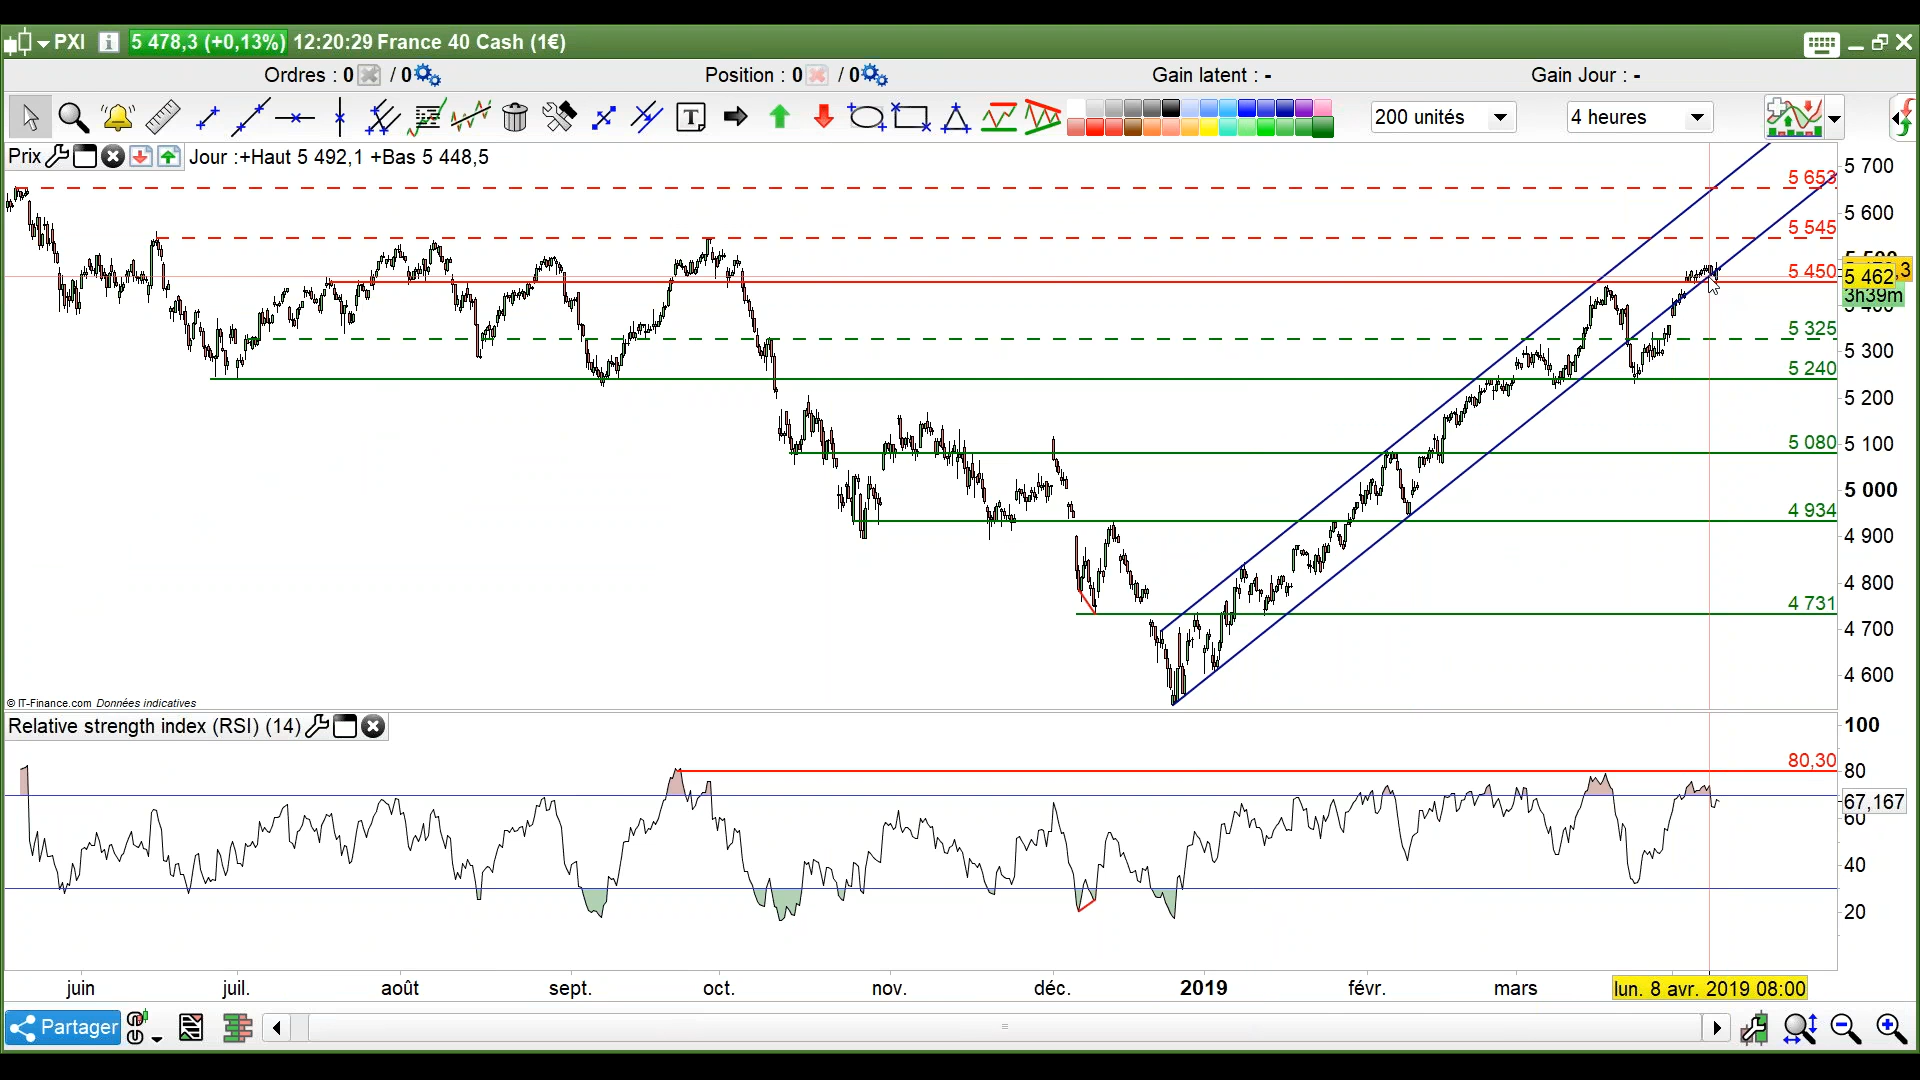 PXI 5 478,3 (+0,13%) 12:20:29 France 40 Cash (1€)
Ordres : 0 / 0 Position : 0 / 0 Gain latent : - Gain Jour : -
T 200 unités 4 heures
Prix Jour :+Haut 5 492,1 +Bas 5 448,5
5 700
5 653
5 600
5 545
5 450
5 462
3h39m
5 325
5 300
5 240
5 200
5 100
5 080
5 000
4 934
4 900
4 800
4 731
4 700
4 600
© IT-Finance.com Données indicatives
Relative strength index (RSI) (14)
100
80,30
80
67,167
60
40
20
juin juil. août sept. oct. nov. déc. 2019 févr. mars lun. 8 avr. 2019 08:00
Partager